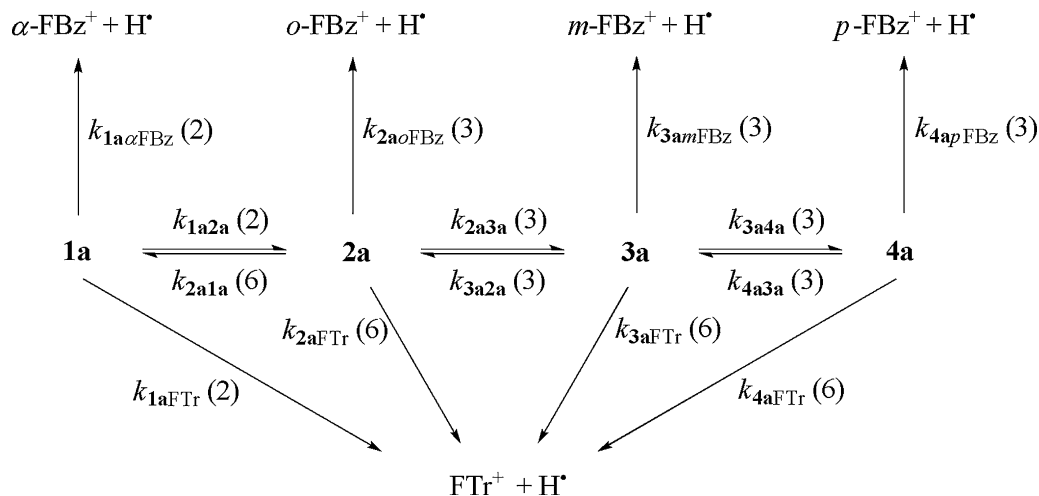 α-FBz⁺ + H• o-FBz⁺ + H• m-FBz⁺ + H• p-FBz⁺ + H•
k1aαFBz (2) k2aoFBz (3) k3amFBz (3) k4apFBz (3)
k1a2a (2) k2a3a (3) k3a4a (3)
1a 2a 3a 4a
k2a1a (6) k3a2a (3) k4a3a (3)
k2aFTr (6) k3aFTr (6)
k1aFTr (2) k4aFTr (6)
FTr⁺ + H•